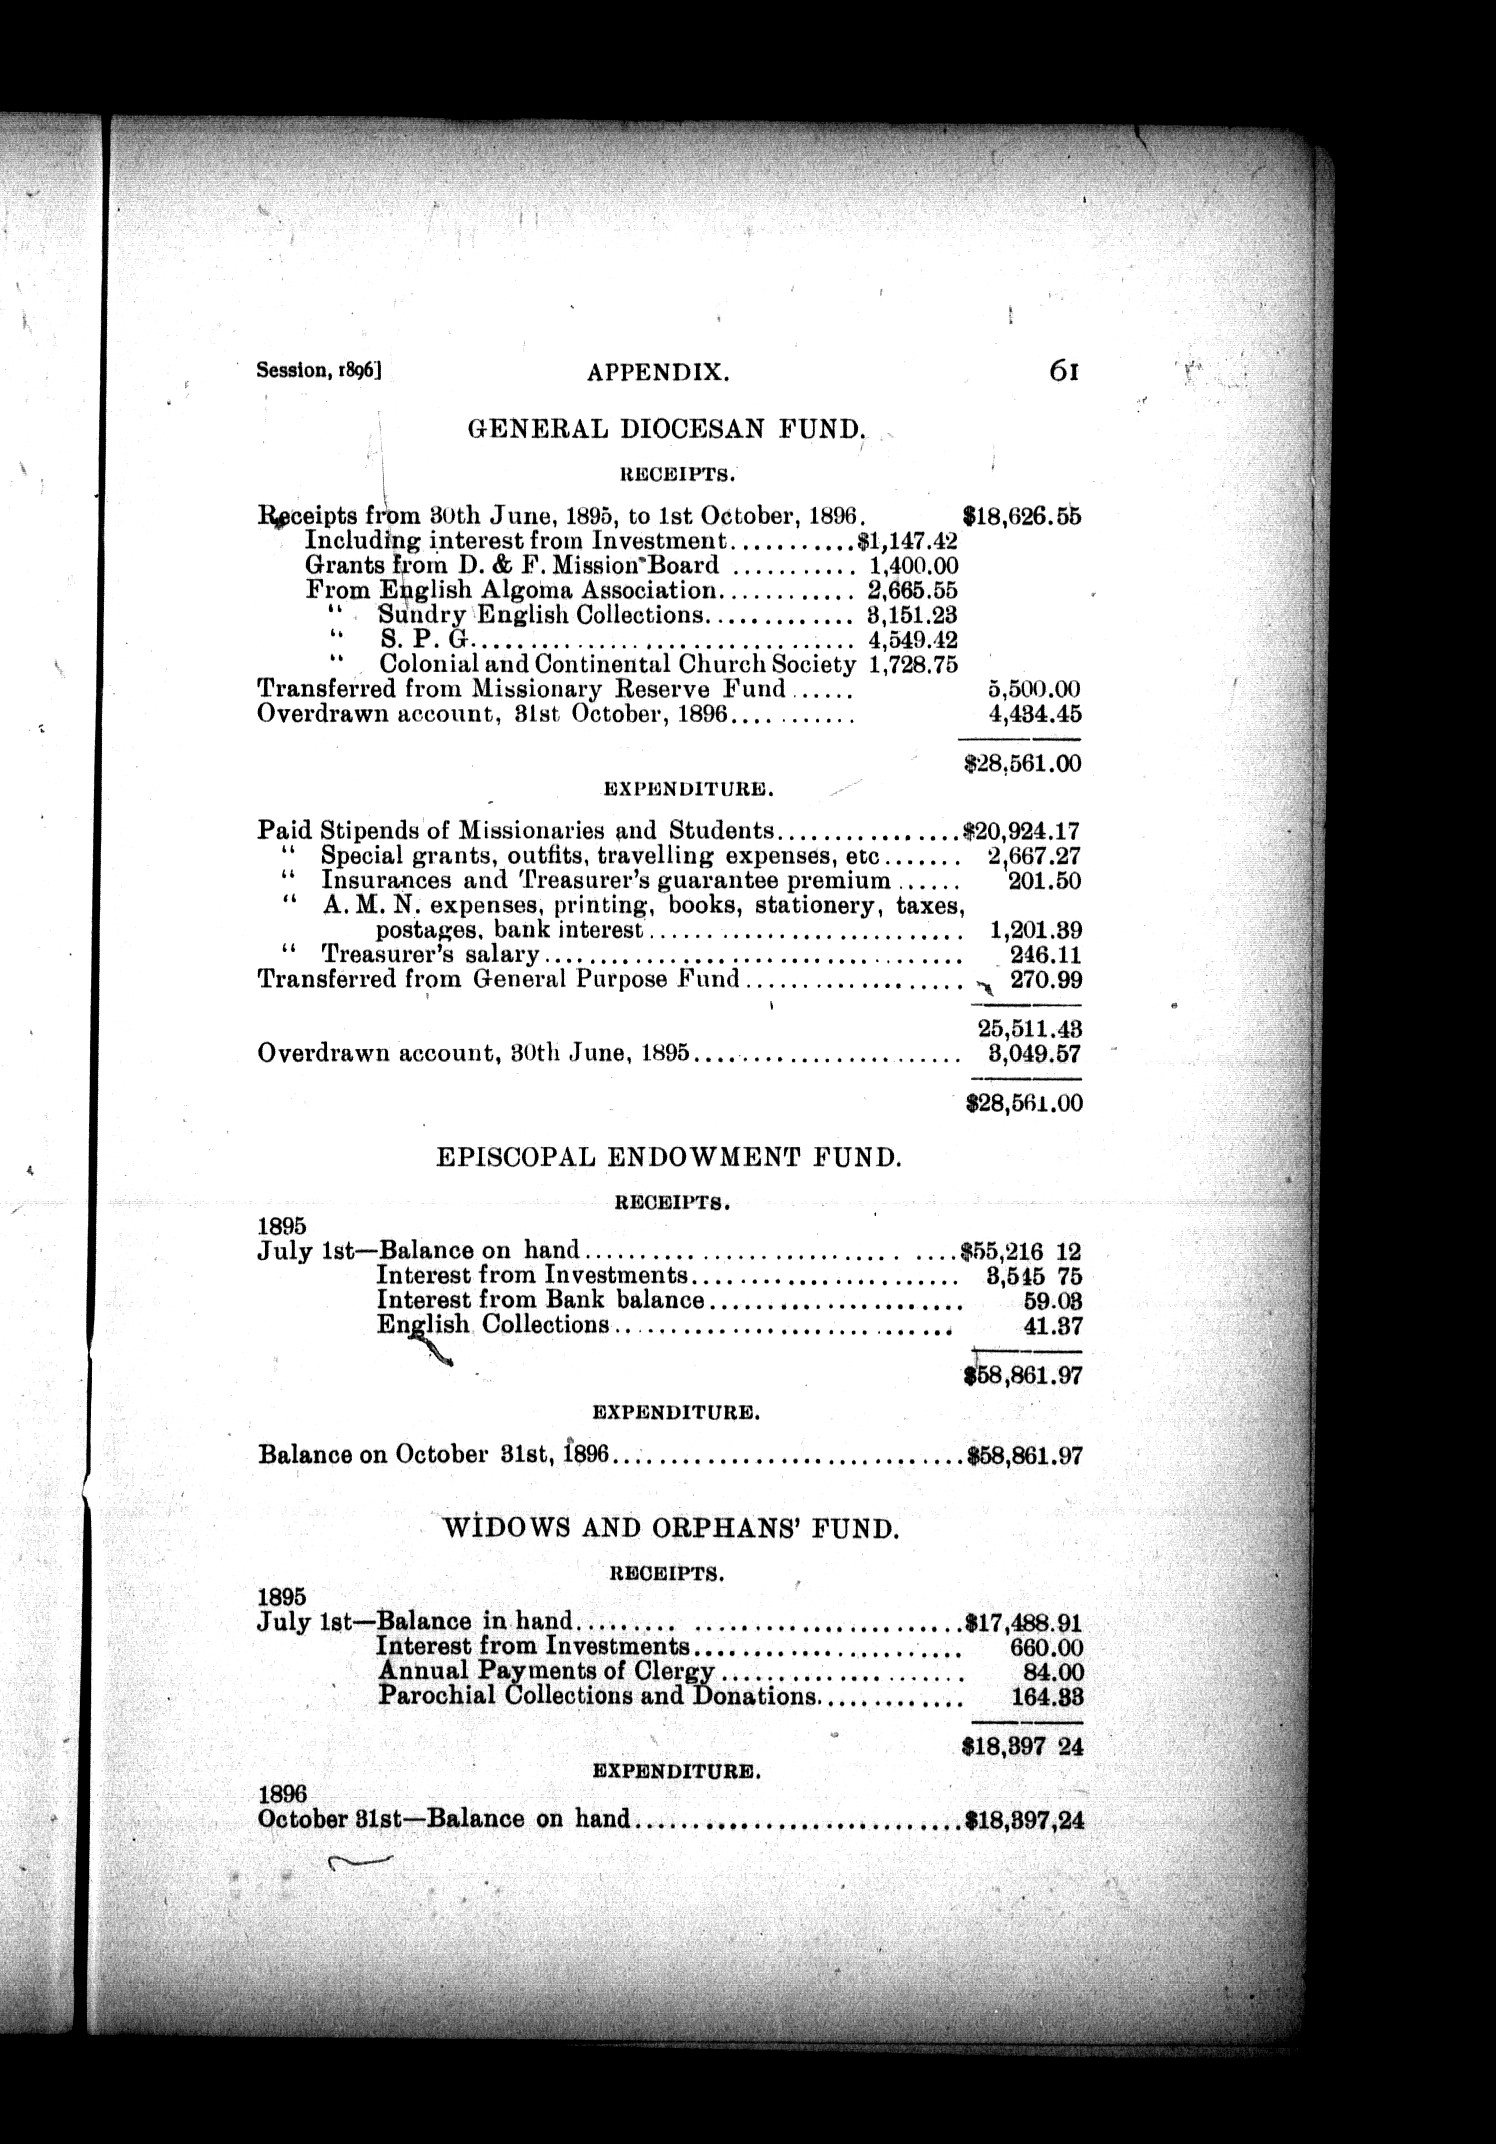 Session, 1896] APPENDIX. 61
GENERAL DIOCESAN FUND.
RECEIPTS.
Receipts from 30th June, 1895, to 1st October, 1896. $18,626.55
Including interest from Investment...........$1,147.42
Grants from D. & F. Mission Board ........... 1,400.00
From English Algoma Association............ 2,665.55
“ Sundry English Collections............. 3,151.23
“ S. P. G................................ 4,549.42
“ Colonial and Continental Church Society 1,728.75
Transferred from Missionary Reserve Fund ...... 5,500.00
Overdrawn account, 31st October, 1896............ 4,434.45
$28,561.00
EXPENDITURE.
Paid Stipends of Missionaries and Students................$20,924.17
“ Special grants, outfits, travelling expenses, etc....... 2,667.27
“ Insurances and Treasurer's guarantee premium ...... 201.50
“ A. M. N. expenses, printing, books, stationery, taxes,
postages, bank interest............................ 1,201.39
“ Treasurer's salary.................................... 246.11
Transferred from General Purpose Fund................... 270.99
25,511.43
Overdrawn account, 30th June, 1895....................... 3,049.57
$28,561.00
EPISCOPAL ENDOWMENT FUND.
RECEIPTS.
1895
July 1st—Balance on hand............................ ....$55,216 12
Interest from Investments....................... 3,545 75
Interest from Bank balance...................... 59.03
English Collections............................. 41.37
$58,861.97
EXPENDITURE.
Balance on October 31st, 1896..............................$58,861.97
WIDOWS AND ORPHANS' FUND.
RECEIPTS.
1895
July 1st—Balance in hand......... .......................$17,488.91
Interest from Investments....................... 660.00
Annual Payments of Clergy..................... 84.00
Parochial Collections and Donations............. 164.33
$18,397 24
EXPENDITURE.
1896
October 31st—Balance on hand............................$18,397,24